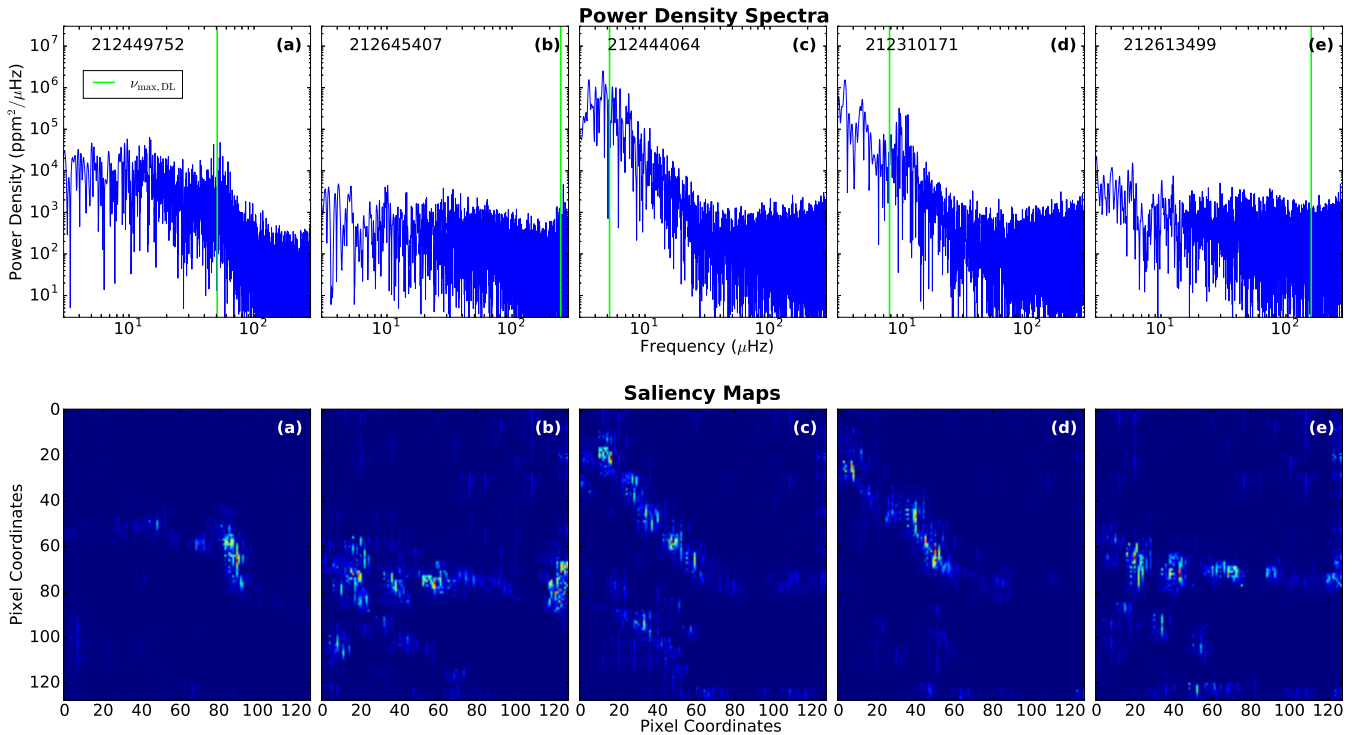 Power Density Spectra
212449752 (a) 212645407 (b) 212444064 (c) 212310171 (d) 212613499 (e)
ν_max,DL
Power Density (ppm²/μHz)
10⁷
10⁶
10⁵
10⁴
10³
10²
10¹
10¹ 10² 10¹ 10² 10¹ 10² 10¹ 10² 10¹ 10²
Frequency (μHz)
Saliency Maps
(a) (b) (c) (d) (e)
Pixel Coordinates
0
20
40
60
80
100
120
0 20 40 60 80 100 120 0 20 40 60 80 100 120 0 20 40 60 80 100 120 0 20 40 60 80 100 120 0 20 40 60 80 100 120
Pixel Coordinates